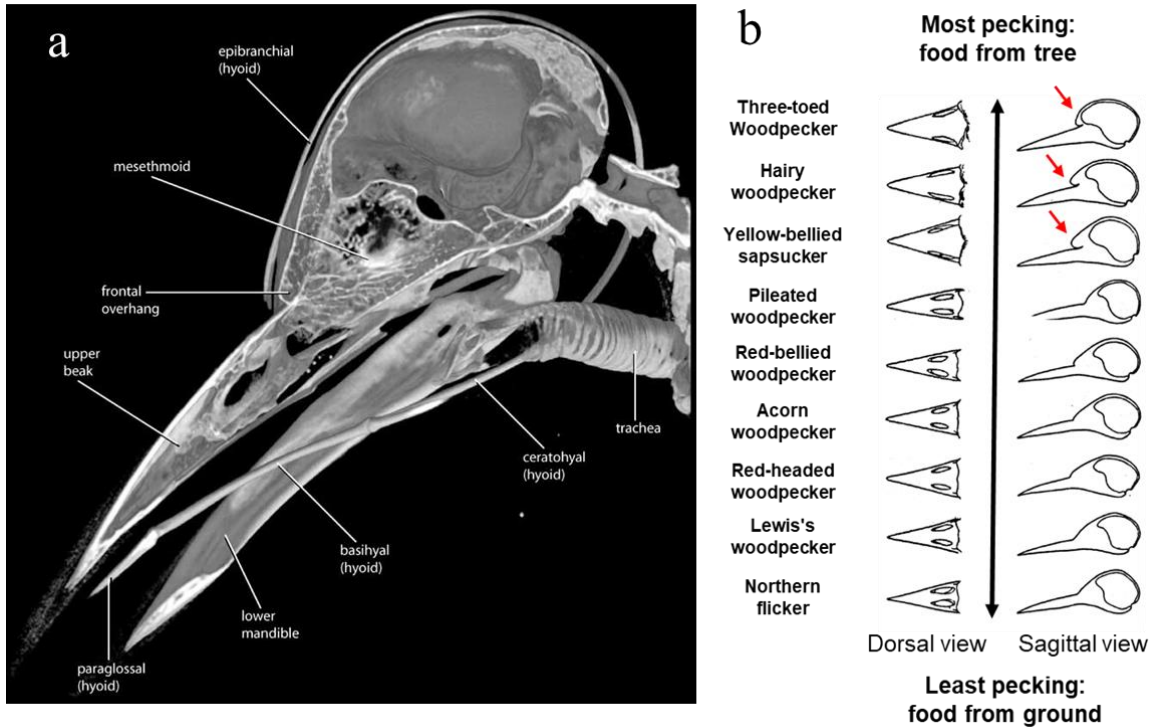 a
epibranchial
(hyoid)
mesethmoid
frontal
overhang
upper
beak
trachea
ceratohyal
(hyoid)
basihyal
(hyoid)
lower
mandible
paraglossal
(hyoid)
b
Most pecking:
food from tree
Three-toed
Woodpecker
Hairy
woodpecker
Yellow-bellied
sapsucker
Pileated
woodpecker
Red-bellied
woodpecker
Acorn
woodpecker
Red-headed
woodpecker
Lewis's
woodpecker
Northern
flicker
Dorsal view
Sagittal view
Least pecking:
food from ground